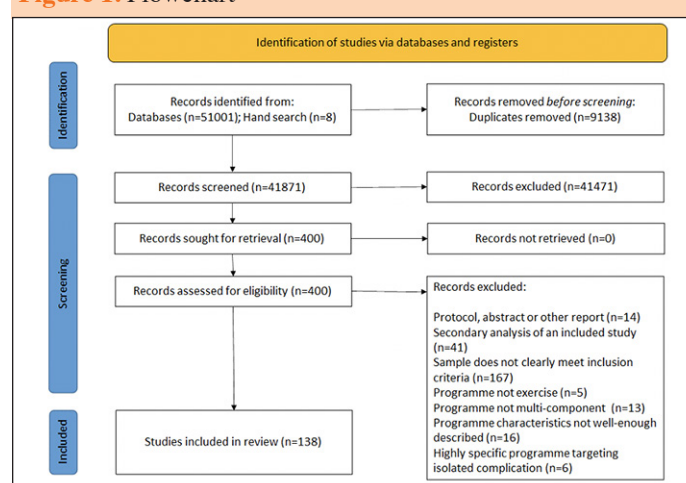 Figure 1. Flowchart
Identification of studies via databases and registers
Identification
Records identified from:
Databases (n=51001); Hand search (n=8)
Records removed before screening:
Duplicates removed (n=9138)
Screening
Records screened (n=41871)
Records excluded (n=41471)
Records sought for retrieval (n=400)
Records not retrieved (n=0)
Records assessed for eligibility (n=400)
Records excluded:
Protocol, abstract or other report (n=14)
Secondary analysis of an included study
(n=41)
Sample does not clearly meet inclusion
criteria (n=167)
Programme not exercise (n=5)
Programme not multi-component (n=13)
Programme characteristics not well-enough
described (n=16)
Highly specific programme targeting
isolated complication (n=6)
Included
Studies included in review (n=138)